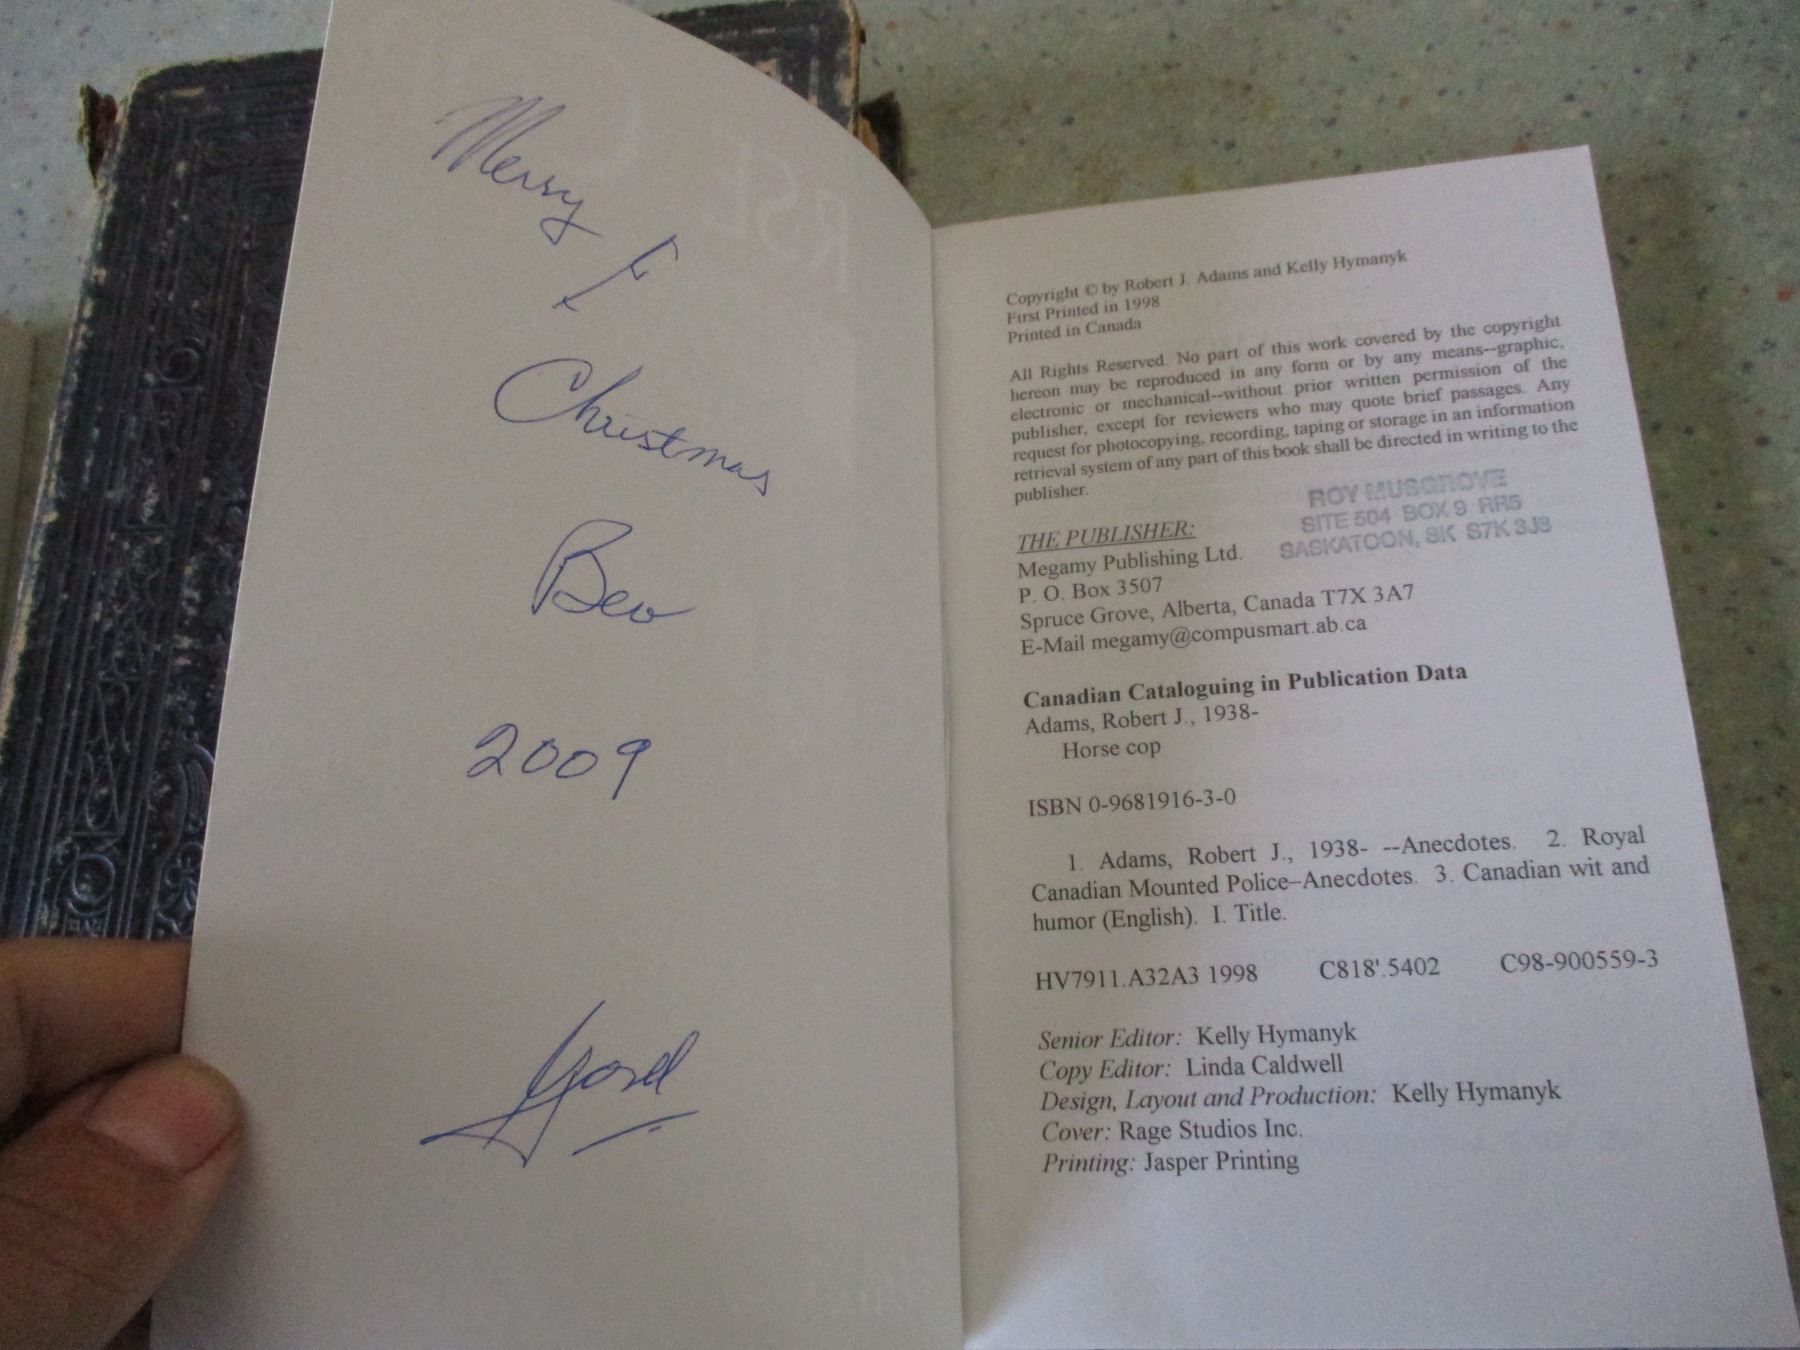 Merry
Christmas
Bev
2009
Copyright © by Robert J. Adams and Kelly Hymanyk
First Printed in 1998
Printed in Canada
All Rights Reserved. No part of this work covered by the copyright
hereon may be reproduced in any form or by any means--graphic,
electronic or mechanical--without prior written permission of the
publisher, except for reviewers who may quote brief passages. Any
request for photocopying, recording, taping or storage in an information
retrieval system of any part of this book shall be directed in writing to the
publisher.
ROY MUSGROVE
SITE 504 BOX 9 RR5
SASKATOON, SK S7K 3J8
THE PUBLISHER:
Megamy Publishing Ltd.
P. O. Box 3507
Spruce Grove, Alberta, Canada T7X 3A7
E-Mail megamy@compusmart.ab.ca
Canadian Cataloguing in Publication Data
Adams, Robert J., 1938-
Horse cop
ISBN 0-9681916-3-0
1. Adams, Robert J., 1938- --Anecdotes. 2. Royal
Canadian Mounted Police–Anecdotes. 3. Canadian wit and
humor (English). I. Title.
HV7911.A32A3 1998 C818'.5402 C98-900559-3
Senior Editor: Kelly Hymanyk
Copy Editor: Linda Caldwell
Design, Layout and Production: Kelly Hymanyk
Cover: Rage Studios Inc.
Printing: Jasper Printing